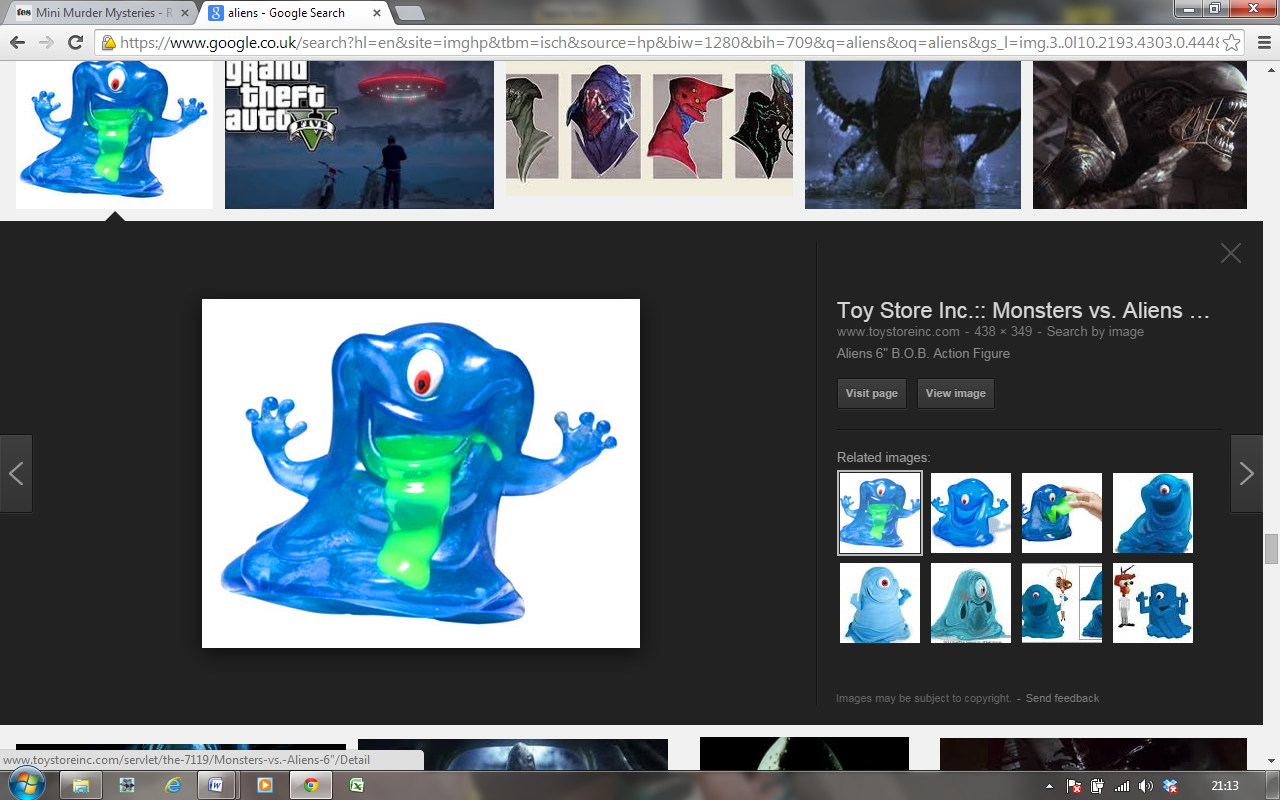 tes Mini Murder Mysteries - R
aliens - Google Search
https://www.google.co.uk/search?hl=en&site=imghp&tbm=isch&source=hp&biw=1280&bih=709&q=aliens&oq=aliens&gs_l=img.3..0l10.2193.4303.0.4448
grand
theft
auto
FIVE
Toy Store Inc.:: Monsters vs. Aliens ...
www.toystoreinc.com - 438 × 349 - Search by image
Aliens 6" B.O.B. Action Figure
Visit page
View image
Related images:
Images may be subject to copyright. - Send feedback
www.toystoreinc.com/servlet/the-7119/Monsters-vs.-Aliens-6"/Detail
21:13